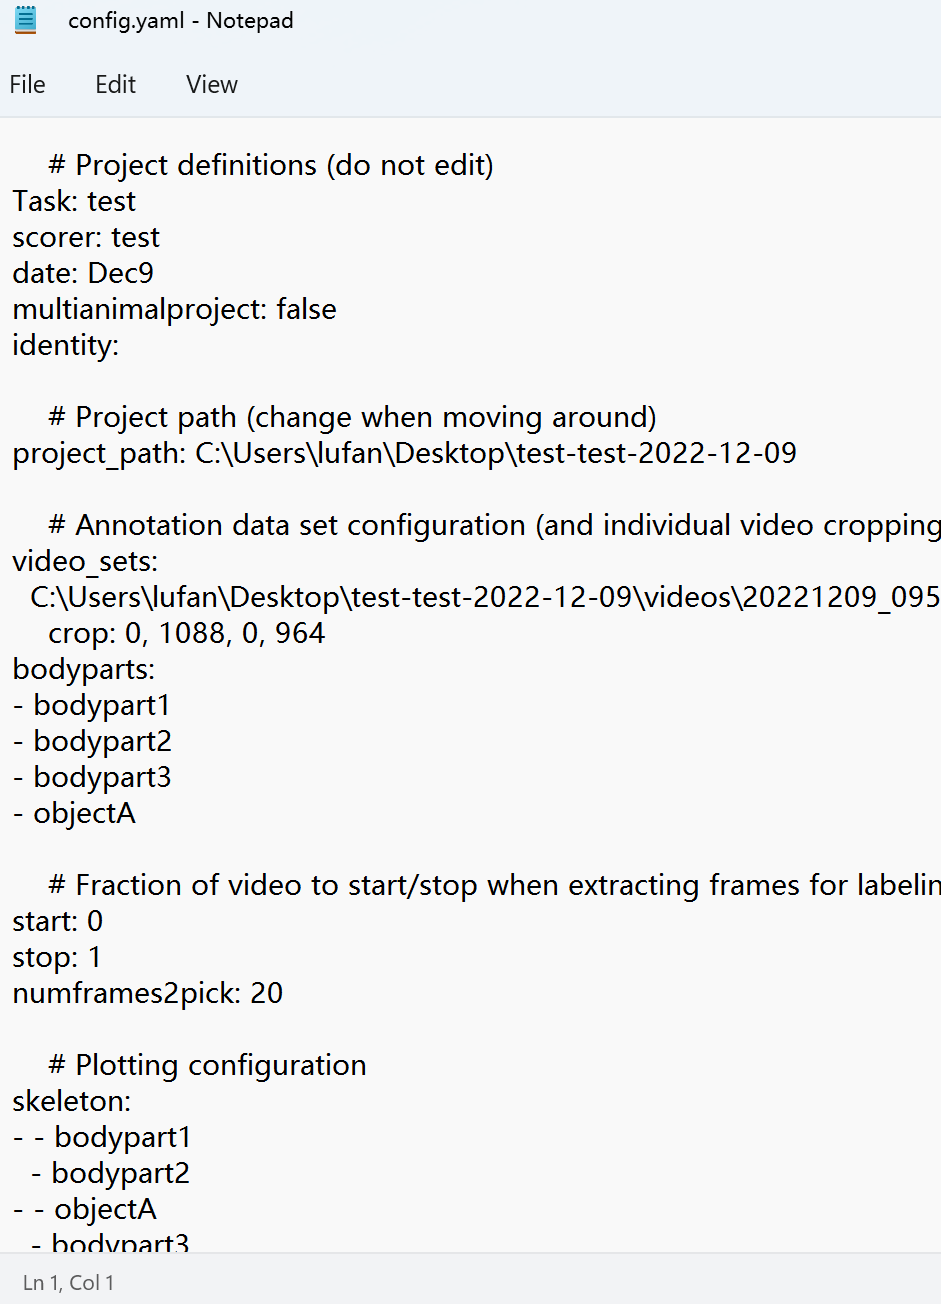 config.yaml - Notepad
File Edit View
# Project definitions (do not edit)
Task: test
scorer: test
date: Dec9
multianimalproject: false
identity:
# Project path (change when moving around)
project_path: C:\Users\lufan\Desktop\test-test-2022-12-09
# Annotation data set configuration (and individual video cropping
video_sets:
C:\Users\lufan\Desktop\test-test-2022-12-09\videos\20221209_095
crop: 0, 1088, 0, 964
bodyparts:
- bodypart1
- bodypart2
- bodypart3
- objectA
# Fraction of video to start/stop when extracting frames for labelin
start: 0
stop: 1
numframes2pick: 20
# Plotting configuration
skeleton:
- - bodypart1
- bodypart2
- - objectA
- bodypart3
Ln 1, Col 1